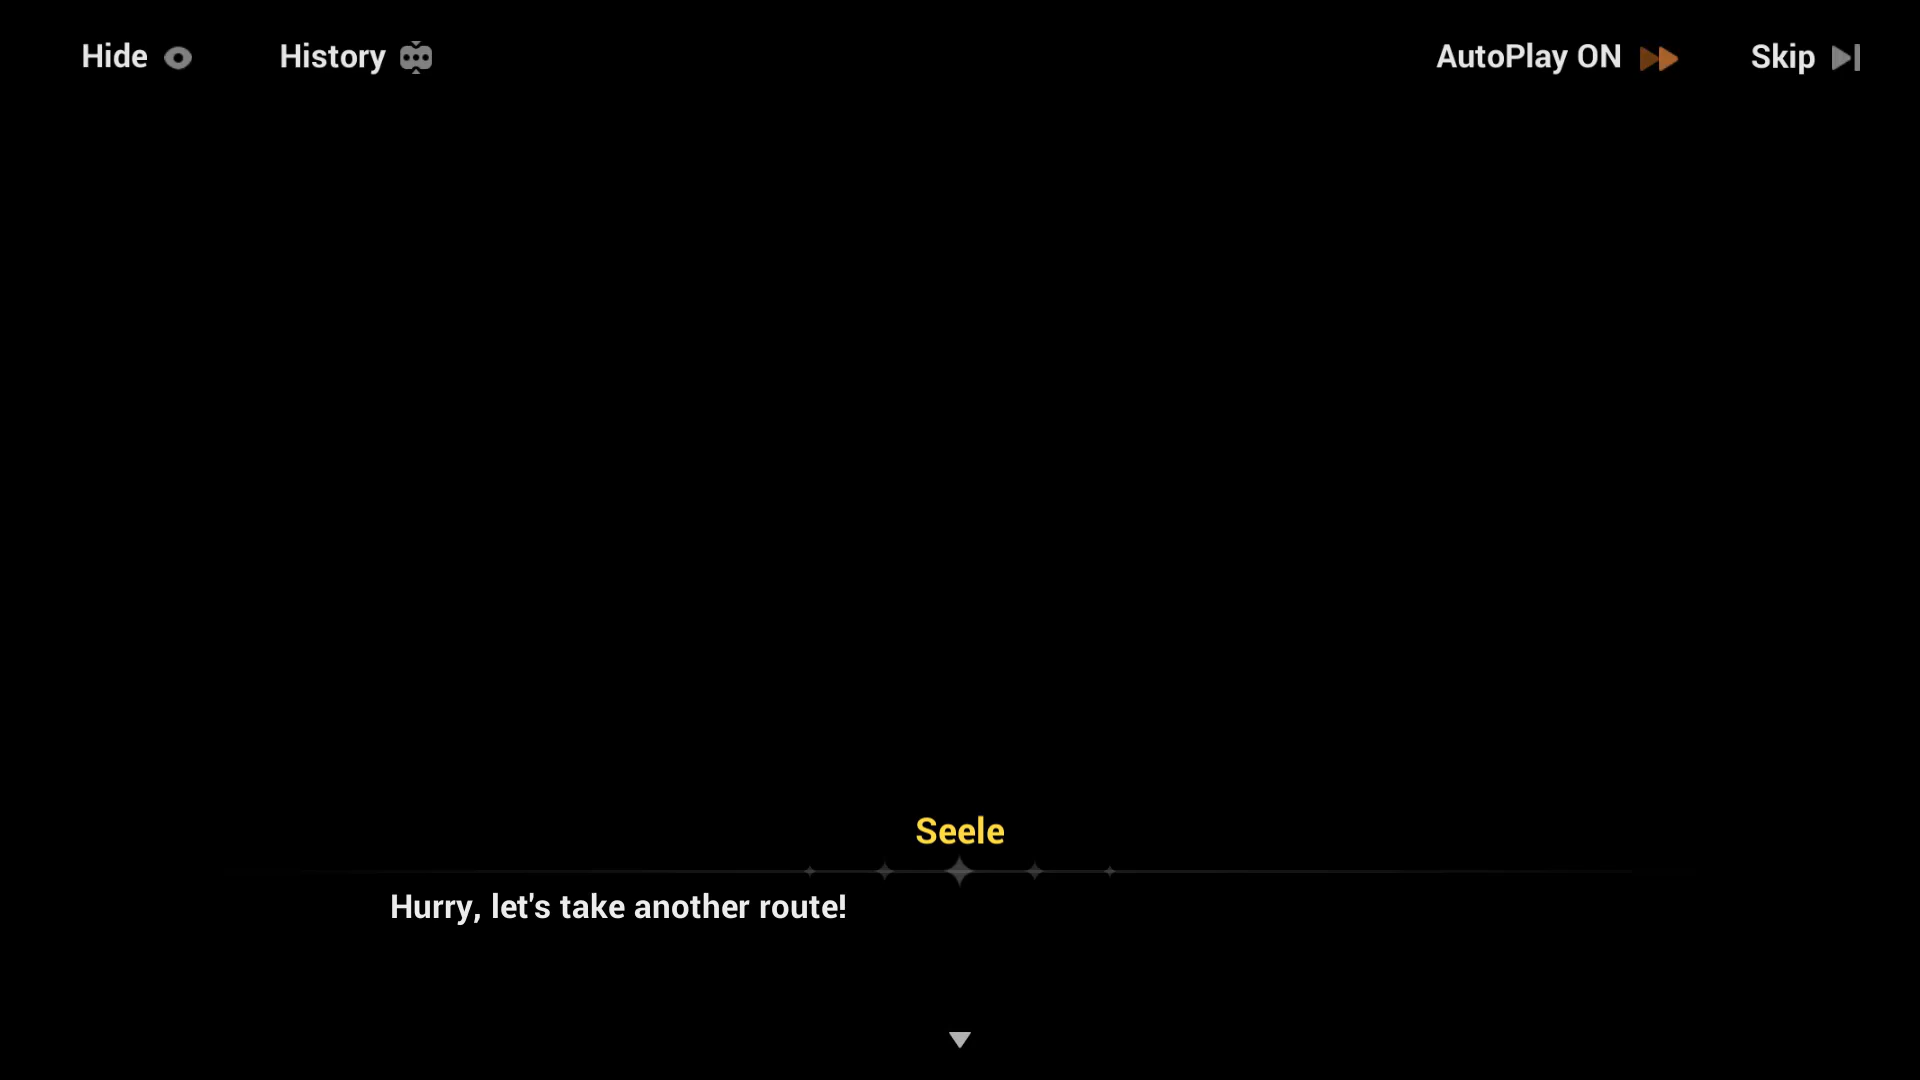 Hide
History
AutoPlay ON
Skip
Seele
Hurry, let's take another route!